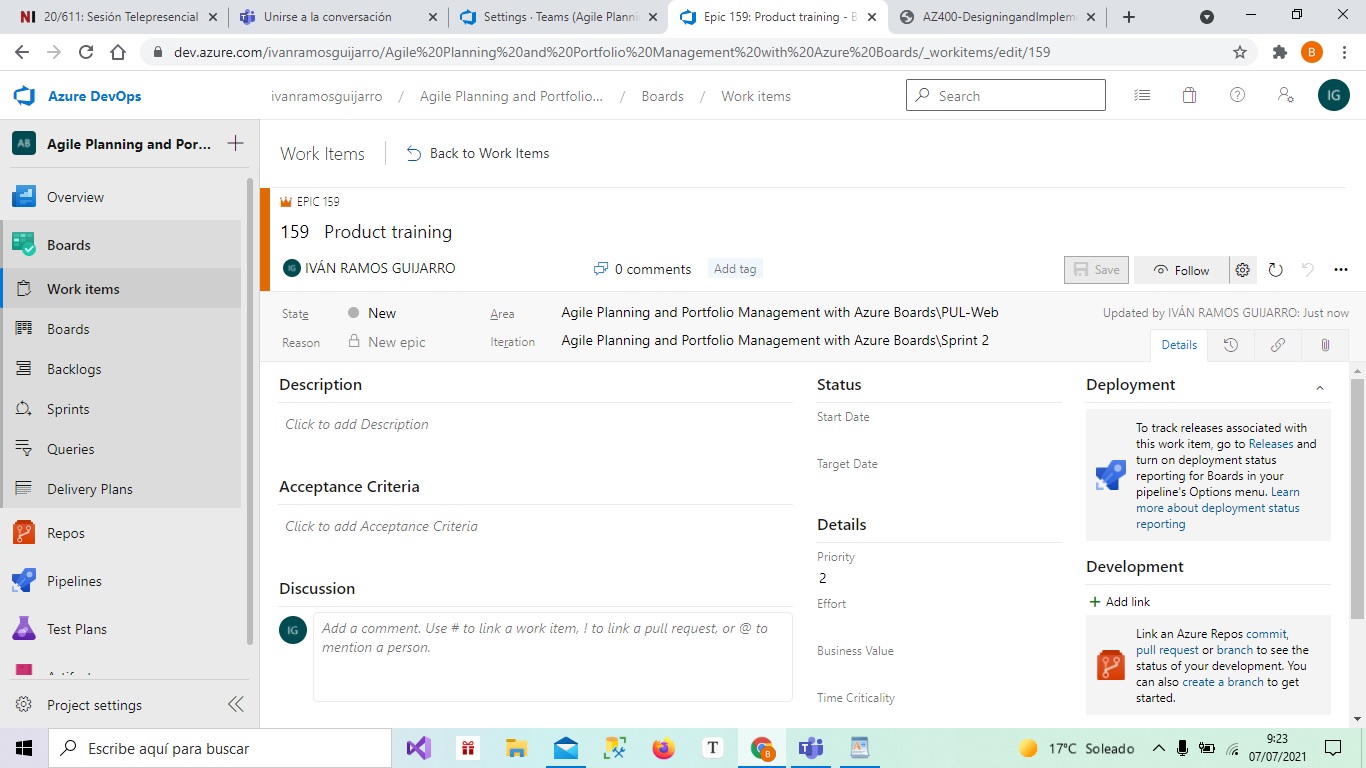 20/611: Sesión Telepresencial
Unirse a la conversación
Settings · Teams (Agile Planni
Epic 159: Product training - B
AZ400-DesigningandImpleme
dev.azure.com/ivanramosguijarro/Agile%20Planning%20and%20Portfolio%20Management%20with%20Azure%20Boards/_workitems/edit/159
B
Azure DevOps
ivanramosguijarro / Agile Planning and Portfolio... / Boards / Work items
Search
IG
AB
Agile Planning and Por...
Overview
Boards
Work items
Boards
Backlogs
Sprints
Queries
Delivery Plans
Repos
Pipelines
Test Plans
Project settings
Work Items
Back to Work Items
EPIC 159
159 Product training
IG IVÁN RAMOS GUIJARRO
0 comments
Add tag
Save
Follow
State New
Area Agile Planning and Portfolio Management with Azure Boards\PUL-Web
Updated by IVÁN RAMOS GUIJARRO: Just now
Reason New epic
Iteration Agile Planning and Portfolio Management with Azure Boards\Sprint 2
Details
Description
Click to add Description
Acceptance Criteria
Click to add Acceptance Criteria
Discussion
IG
Add a comment. Use # to link a work item, ! to link a pull request, or @ to
mention a person.
Status
Start Date
Target Date
Details
Priority
2
Effort
Business Value
Time Criticality
Deployment
To track releases associated with
this work item, go to Releases and
turn on deployment status
reporting for Boards in your
pipeline's Options menu. Learn
more about deployment status
reporting
Development
+ Add link
Link an Azure Repos commit,
pull request or branch to see the
status of your development. You
can also create a branch to get
started.
Escribe aquí para buscar
T
B
17°C Soleado
9:23
07/07/2021